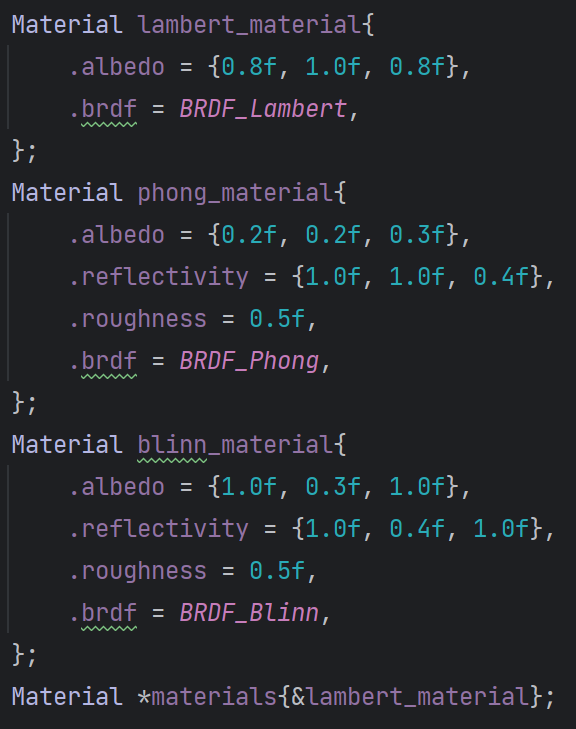 Material lambert_material{
    .albedo = {0.8f, 1.0f, 0.8f},
    .brdf = BRDF_Lambert,
};
Material phong_material{
    .albedo = {0.2f, 0.2f, 0.3f},
    .reflectivity = {1.0f, 1.0f, 0.4f},
    .roughness = 0.5f,
    .brdf = BRDF_Phong,
};
Material blinn_material{
    .albedo = {1.0f, 0.3f, 1.0f},
    .reflectivity = {1.0f, 0.4f, 1.0f},
    .roughness = 0.5f,
    .brdf = BRDF_Blinn,
};
Material *materials{&lambert_material};